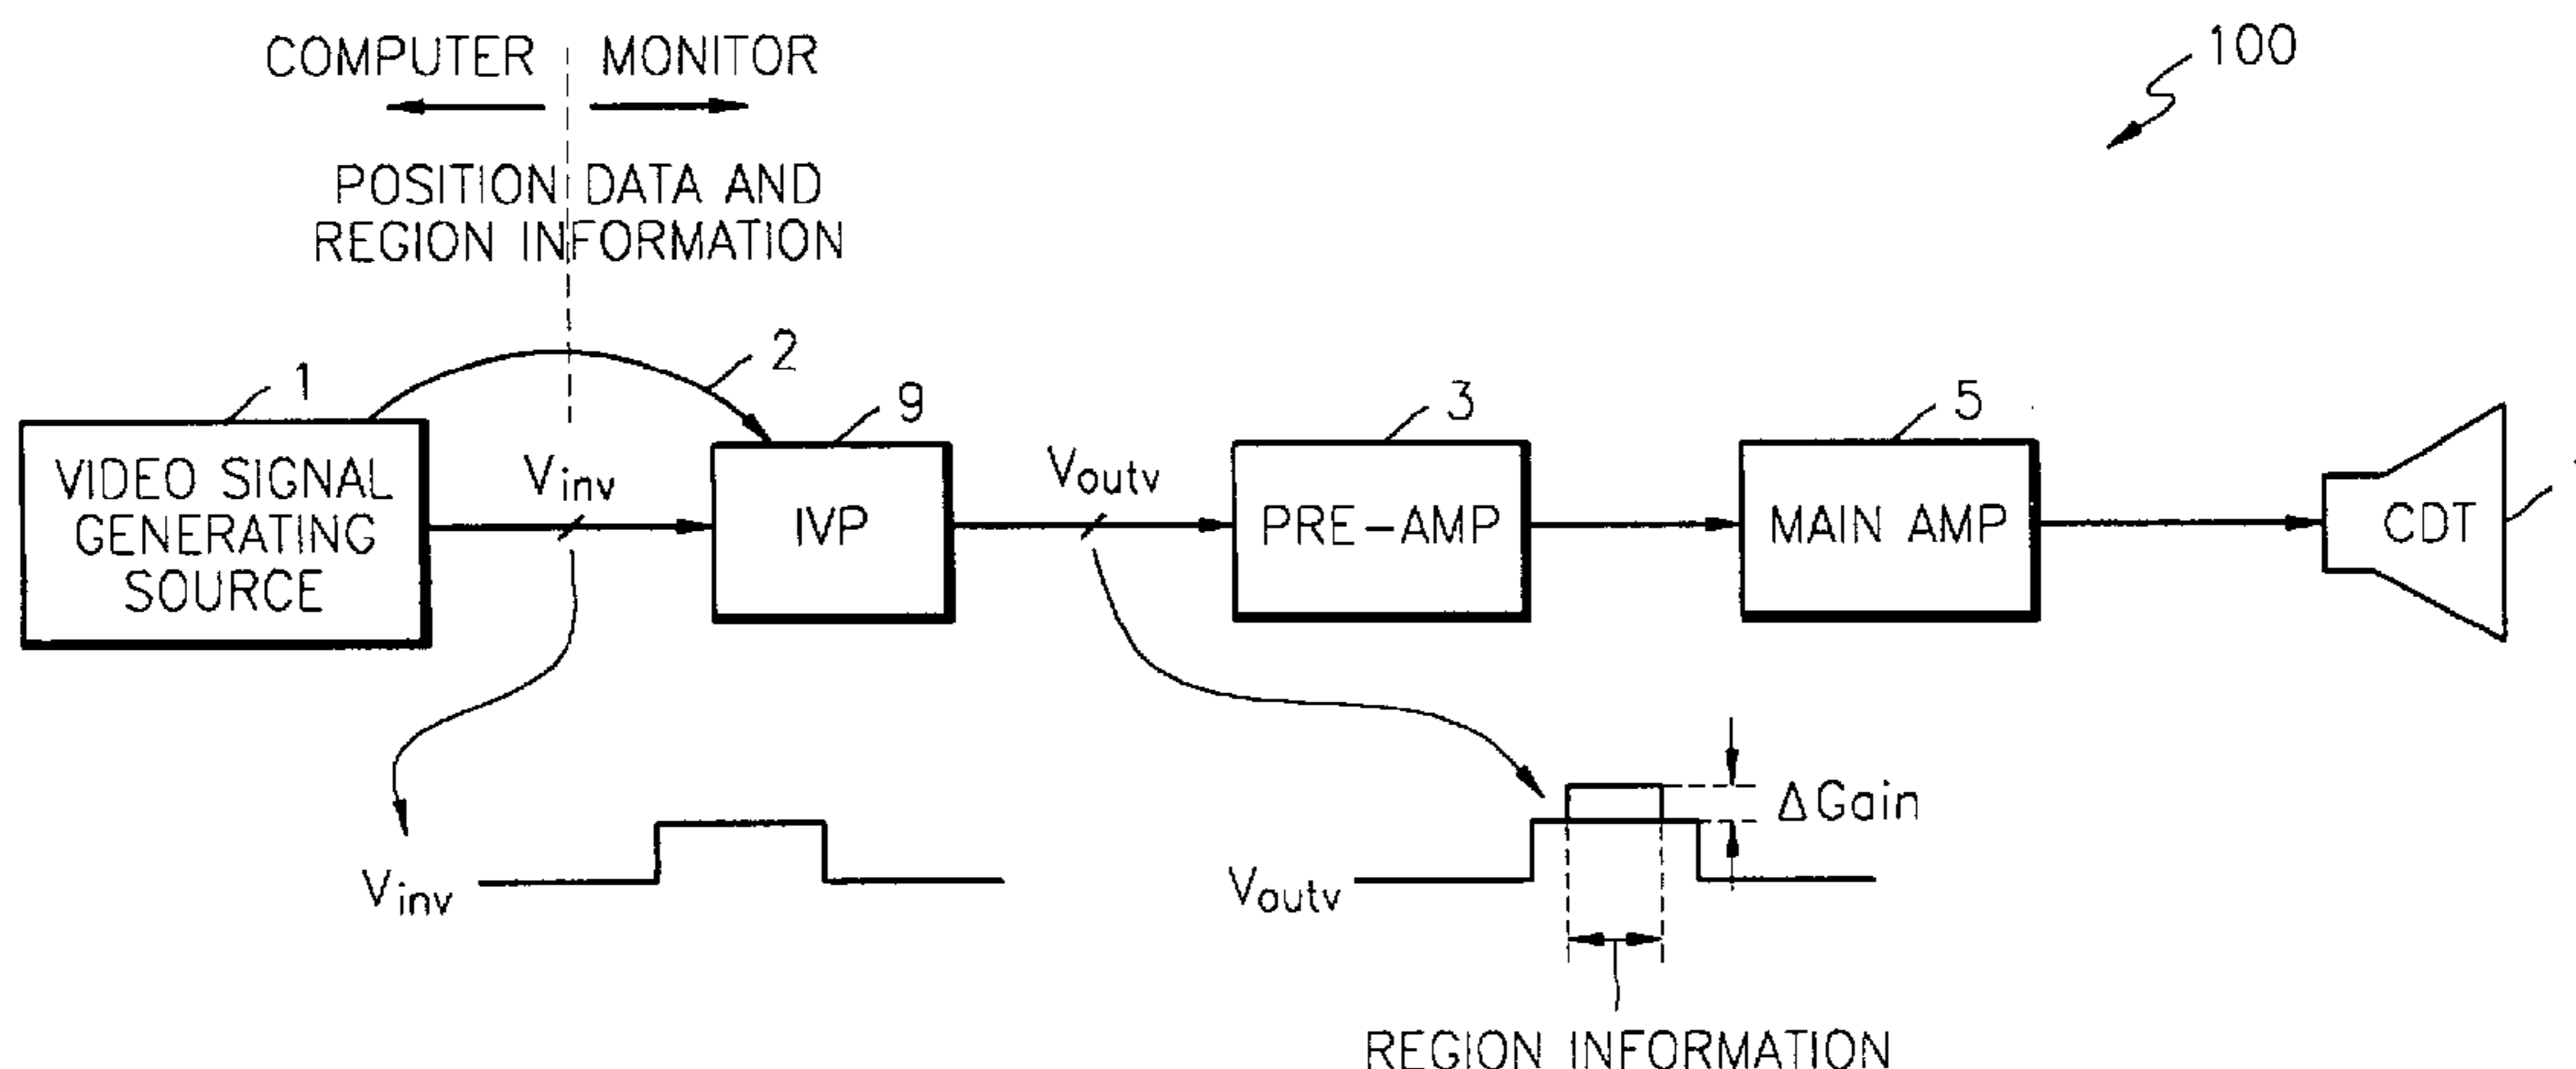 COMPUTER MONITOR
100
POSITION DATA AND
REGION INFORMATION
1
2
9
3
5
VIDEO SIGNAL
GENERATING
SOURCE
Vinv
IVP
Voutv
PRE-AMP
MAIN AMP
CDT
ΔGain
Vinv
Voutv
REGION INFORMATION